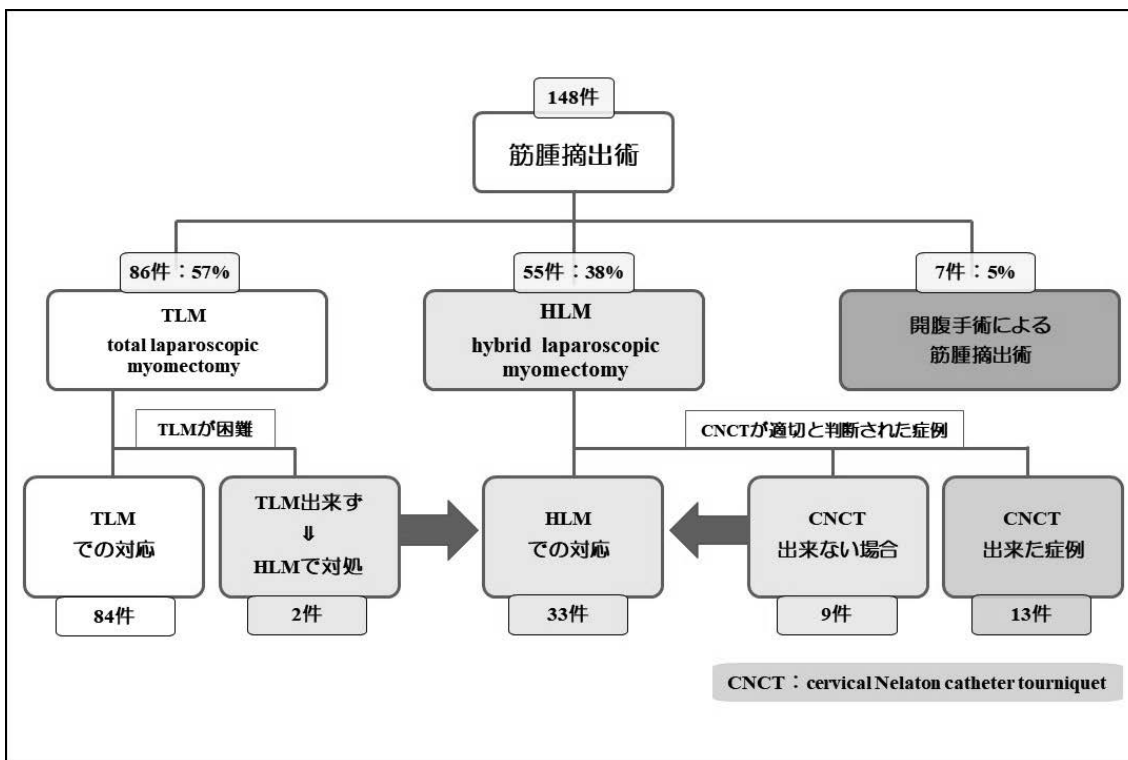 148件
筋腫摘出術
86件：57%
TLM
total laparoscopic
myomectomy
55件：38%
HLM
hybrid laparoscopic
myomectomy
7件：5%
開腹手術による
筋腫摘出術
TLMが困難
CNCTが適切と判断された症例
TLM
での対応
84件
TLM出来ず
⇓
HLMで対処
2件
HLM
での対応
33件
CNCT
出来ない場合
9件
CNCT
出来た症例
13件
CNCT：cervical Nelaton catheter tourniquet